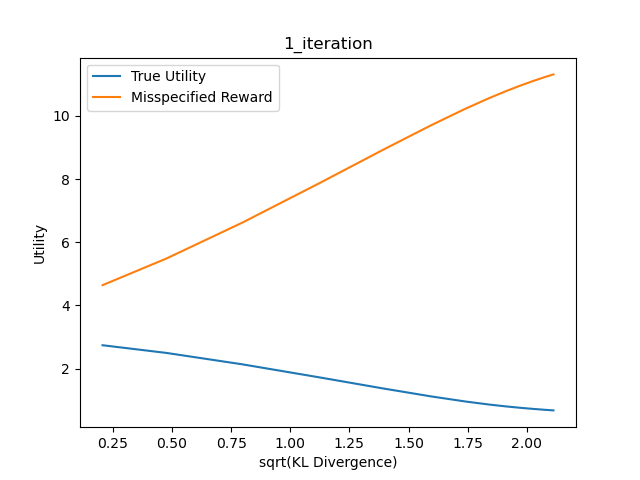 1_iteration
True Utility
Misspecified Reward
Utility
10
8
6
4
2
0.25 0.50 0.75 1.00 1.25 1.50 1.75 2.00
sqrt(KL Divergence)